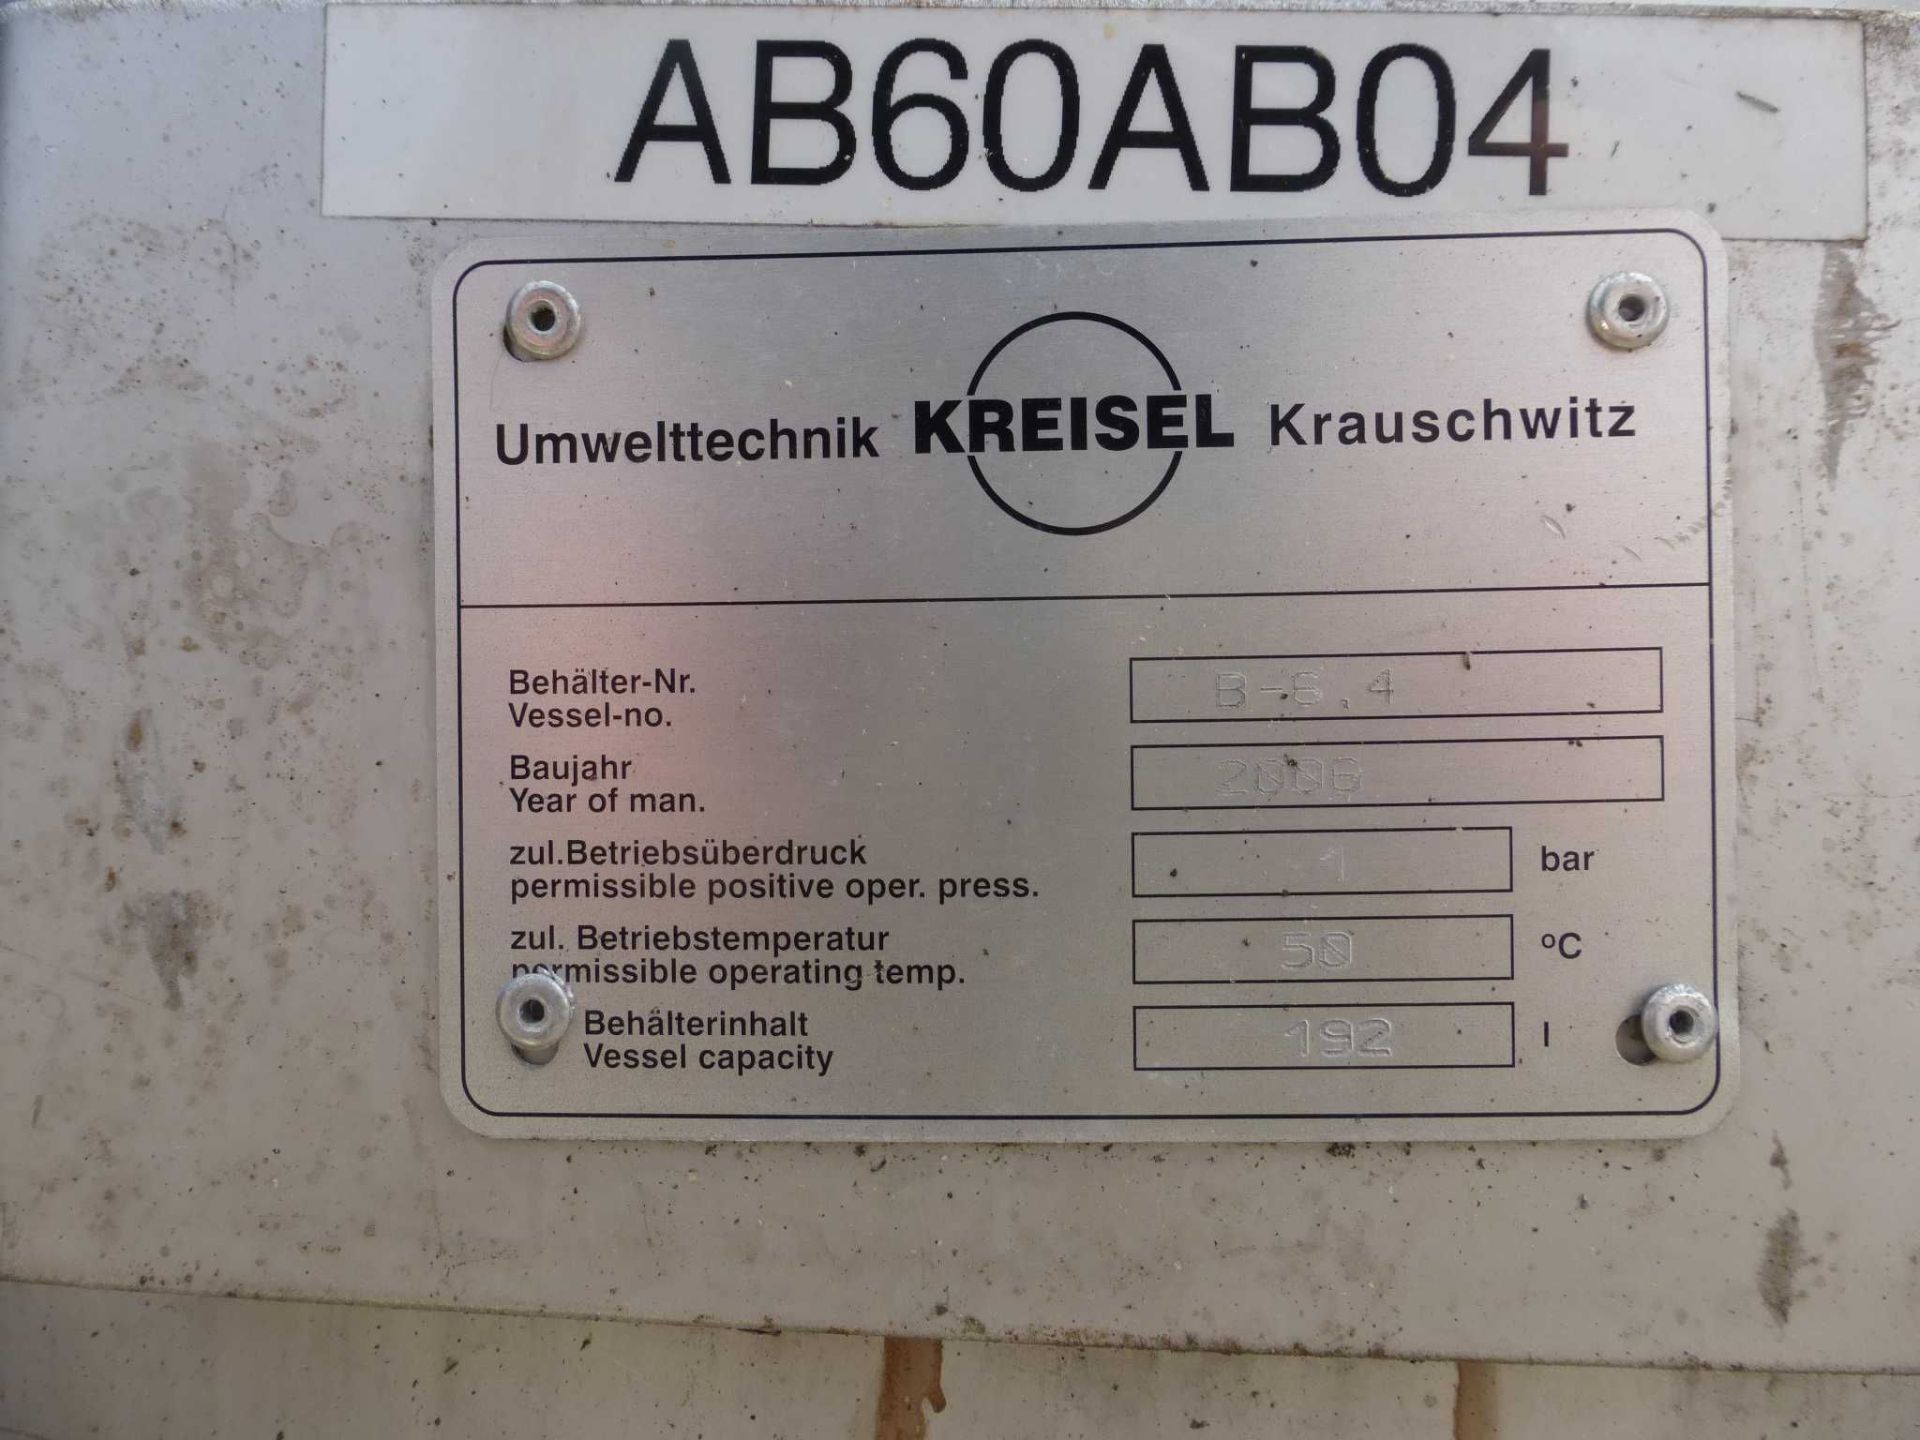 AB60AB04
Umwelttechnik KREISEL Krauschwitz
Behälter-Nr.
Vessel-no.
B-6.4
Baujahr
Year of man.
2006
zul.Betriebsüberdruck
permissible positive oper. press.
1 bar
zul. Betriebstemperatur
permissible operating temp.
50 °C
Behälterinhalt
Vessel capacity
192 l